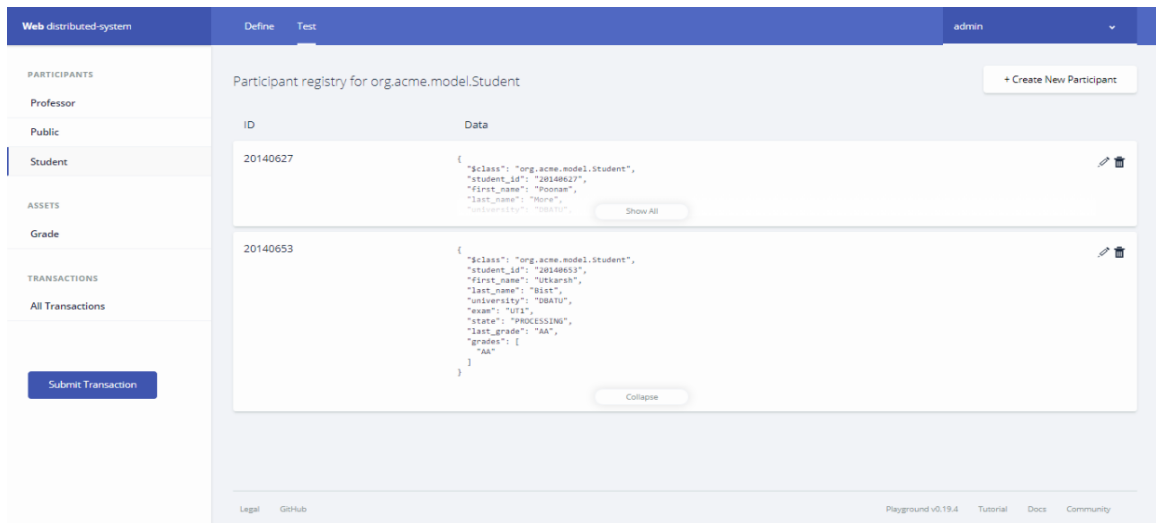 Web distributed-system
Define Test
admin
PARTICIPANTS
Professor
Public
Student
ASSETS
Grade
TRANSACTIONS
All Transactions
Submit Transaction
Participant registry for org.acme.model.Student
+ Create New Participant
ID Data
20140627
{
"$class": "org.acme.model.Student",
"student_id": "20140627",
"first_name": "Poonam",
"last_name": "More",
"university": "DBATU",
Show All
20140653
{
"$class": "org.acme.model.Student",
"student_id": "20140653",
"first_name": "Utkarsh",
"last_name": "Bist",
"university": "DBATU",
"exam": "UT1",
"state": "PROCESSING",
"last_grade": "AA",
"grades": [
"AA"
]
}
Collapse
Legal GitHub
Playground v0.19.4 Tutorial Docs Community